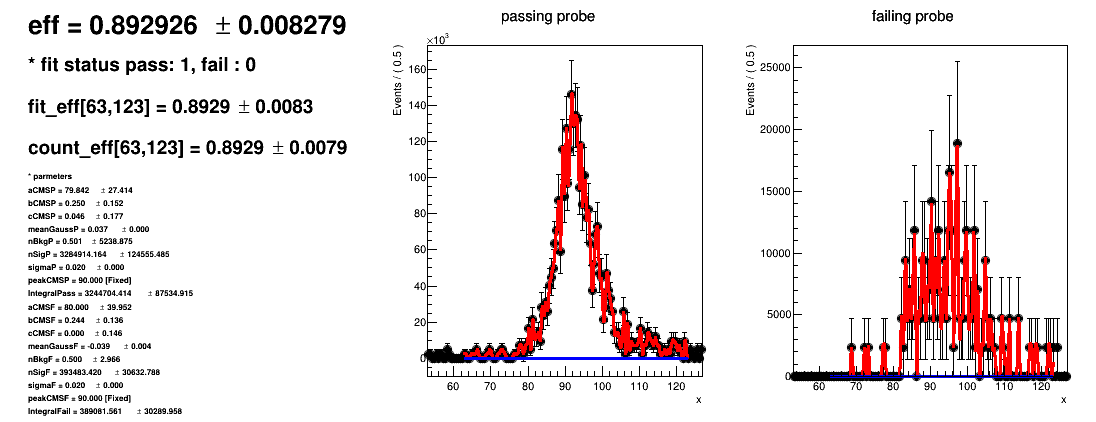 eff = 0.892926 ± 0.008279
* fit status pass: 1, fail : 0
fit_eff[63,123] = 0.8929 ± 0.0083
count_eff[63,123] = 0.8929 ± 0.0079
* parmeters
aCMSP = 79.842 ± 27.414
bCMSP = 0.250 ± 0.152
cCMSP = 0.046 ± 0.177
meanGaussP = 0.037 ± 0.000
nBkgP = 0.501 ± 5238.875
nSigP = 3284914.164 ± 124555.485
sigmaP = 0.020 ± 0.000
peakCMSP = 90.000 [Fixed]
IntegralPass = 3244704.414 ± 87534.915
aCMSF = 80.000 ± 39.952
bCMSF = 0.244 ± 0.136
cCMSF = 0.000 ± 0.146
meanGaussF = -0.039 ± 0.004
nBkgF = 0.500 ± 2.966
nSigF = 393483.420 ± 30632.788
sigmaF = 0.020 ± 0.000
peakCMSF = 90.000 [Fixed]
IntegralFail = 389081.561 ± 30289.958
passing probe
×10³
Events / ( 0.5 )
160
140
120
100
80
60
40
20
0
60 70 80 90 100 110 120
x
failing probe
Events / ( 0.5 )
25000
20000
15000
10000
5000
0
60 70 80 90 100 110 120
x